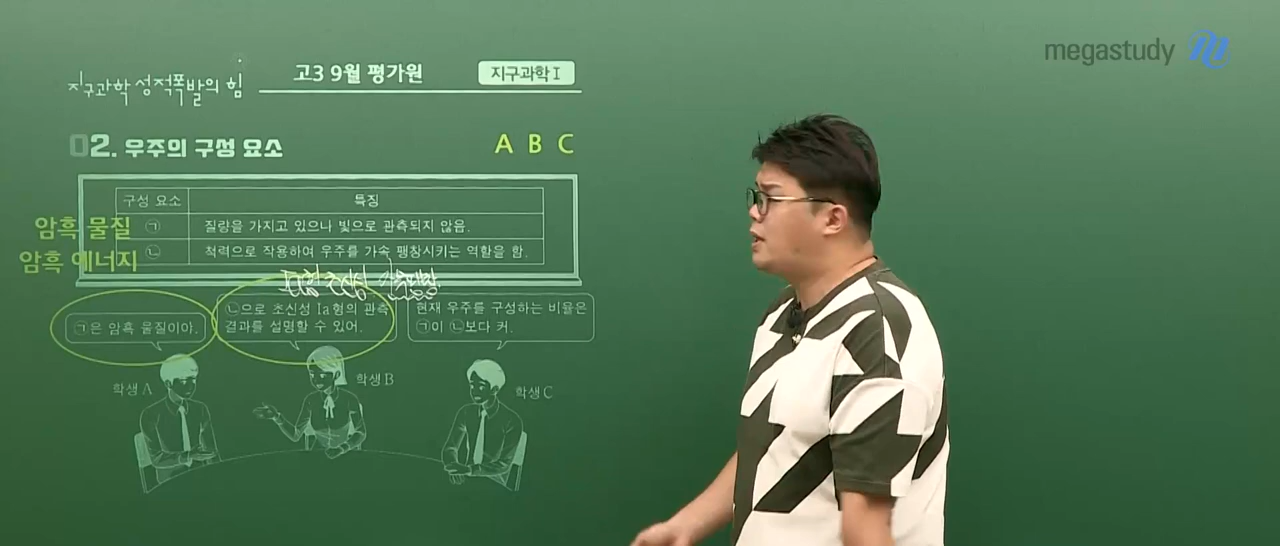 megastudy
지구과학 성적폭발의 힘
고3 9월 평가원
지구과학 I
02. 우주의 구성 요소
A B C
구성 요소 특징
암흑 물질 ㉠ 질량을 가지고 있으나 빛으로 관측되지 않음.
암흑 에너지 ㉡ 척력으로 작용하여 우주를 가속 팽창시키는 역할을 함.
초신성 가속팽창
㉠은 암흑 물질이야.
㉡으로 초신성 Ia형의 관측
결과를 설명할 수 있어.
현재 우주를 구성하는 비율은
㉠이 ㉡보다 커.
학생 A
학생 B
학생 C